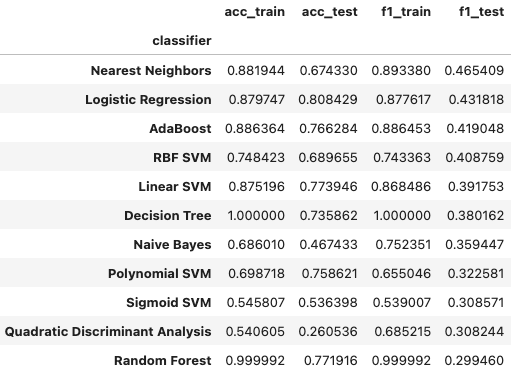 acc_train acc_test f1_train f1_test
classifier
Nearest Neighbors 0.881944 0.674330 0.893380 0.465409
Logistic Regression 0.879747 0.808429 0.877617 0.431818
AdaBoost 0.886364 0.766284 0.886453 0.419048
RBF SVM 0.748423 0.689655 0.743363 0.408759
Linear SVM 0.875196 0.773946 0.868486 0.391753
Decision Tree 1.000000 0.735862 1.000000 0.380162
Naive Bayes 0.686010 0.467433 0.752351 0.359447
Polynomial SVM 0.698718 0.758621 0.655046 0.322581
Sigmoid SVM 0.545807 0.536398 0.539007 0.308571
Quadratic Discriminant Analysis 0.540605 0.260536 0.685215 0.308244
Random Forest 0.999992 0.771916 0.999992 0.299460